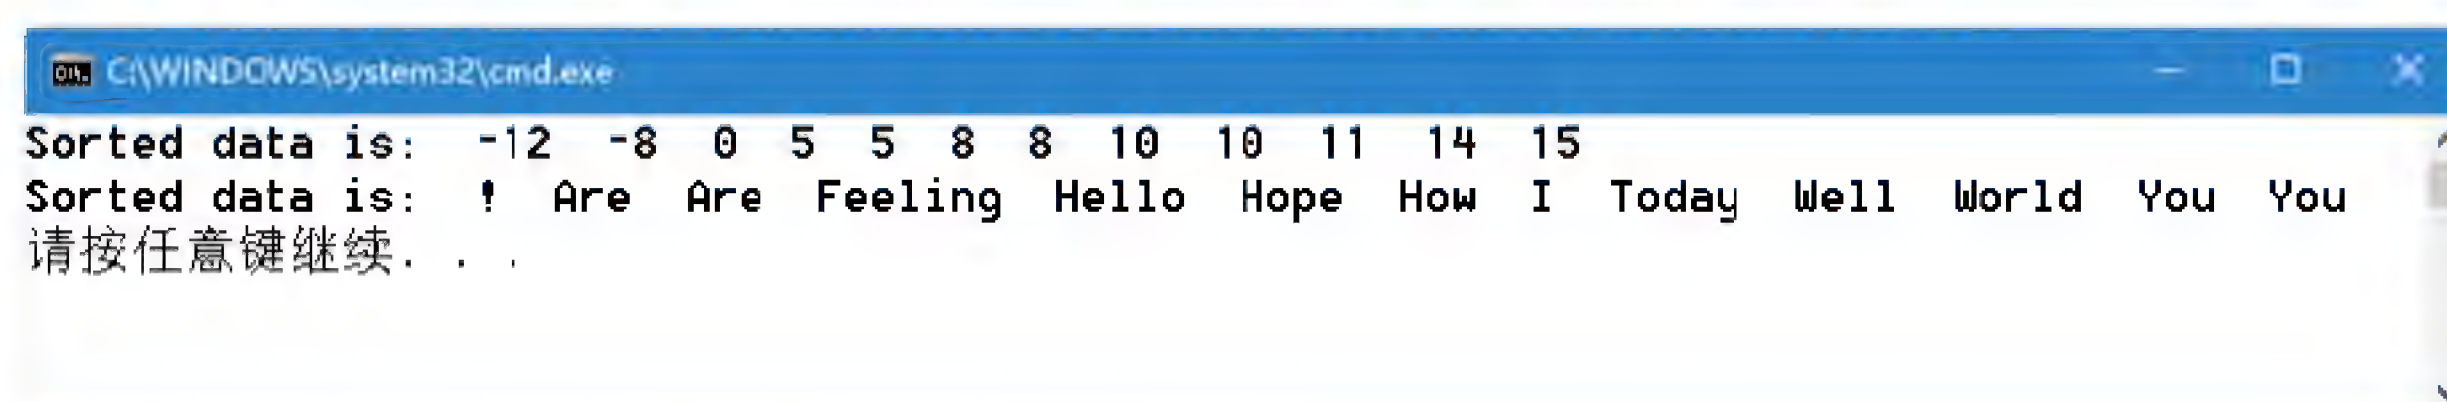 C:\WINDOWS\system32\cmd.exe
Sorted data is:  -12  -8  0  5  5  8  8  10  10  11  14  15
Sorted data is:  !  Are  Are  Feeling  Hello  Hope  How  I  Today  Well  World  You  You
请按任意键继续. . .